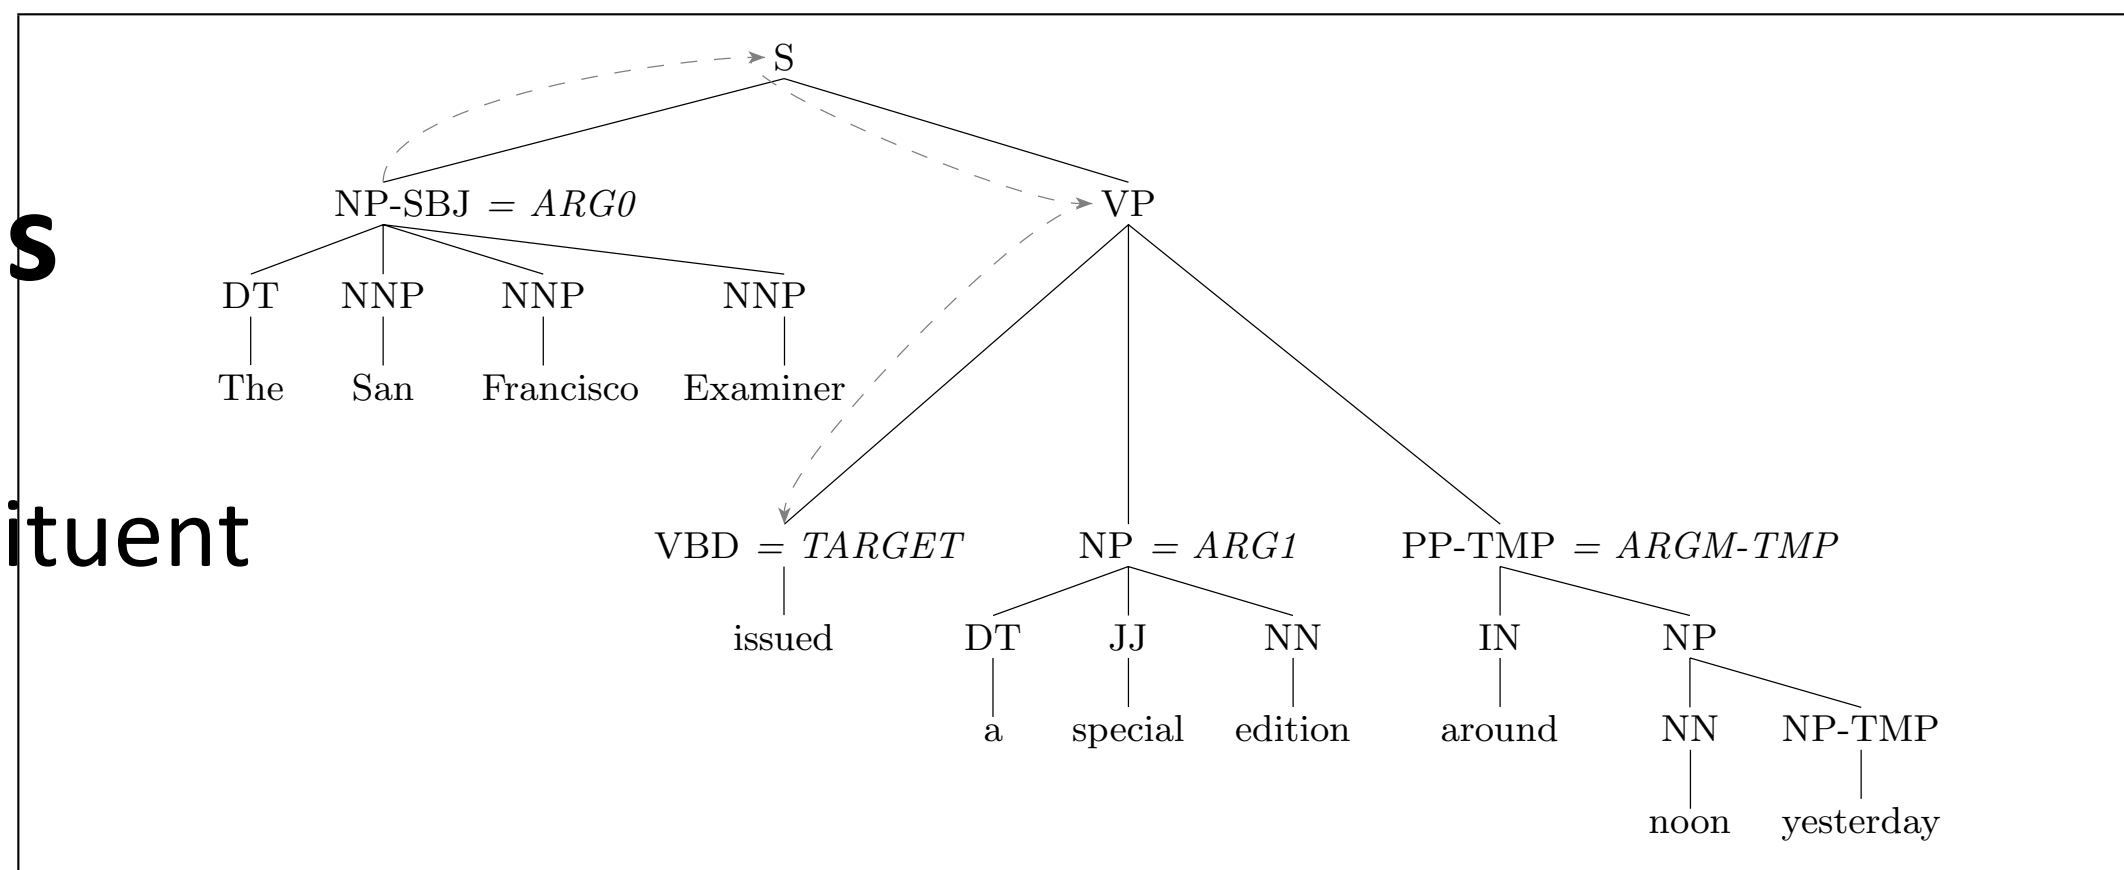 S
NP-SBJ = ARG0 VP
s
DT NNP NNP NNP
The San Francisco Examiner
ituent
VBD = TARGET NP = ARG1 PP-TMP = ARGM-TMP
issued DT JJ NN IN NP
a special edition around NN NP-TMP
noon yesterday